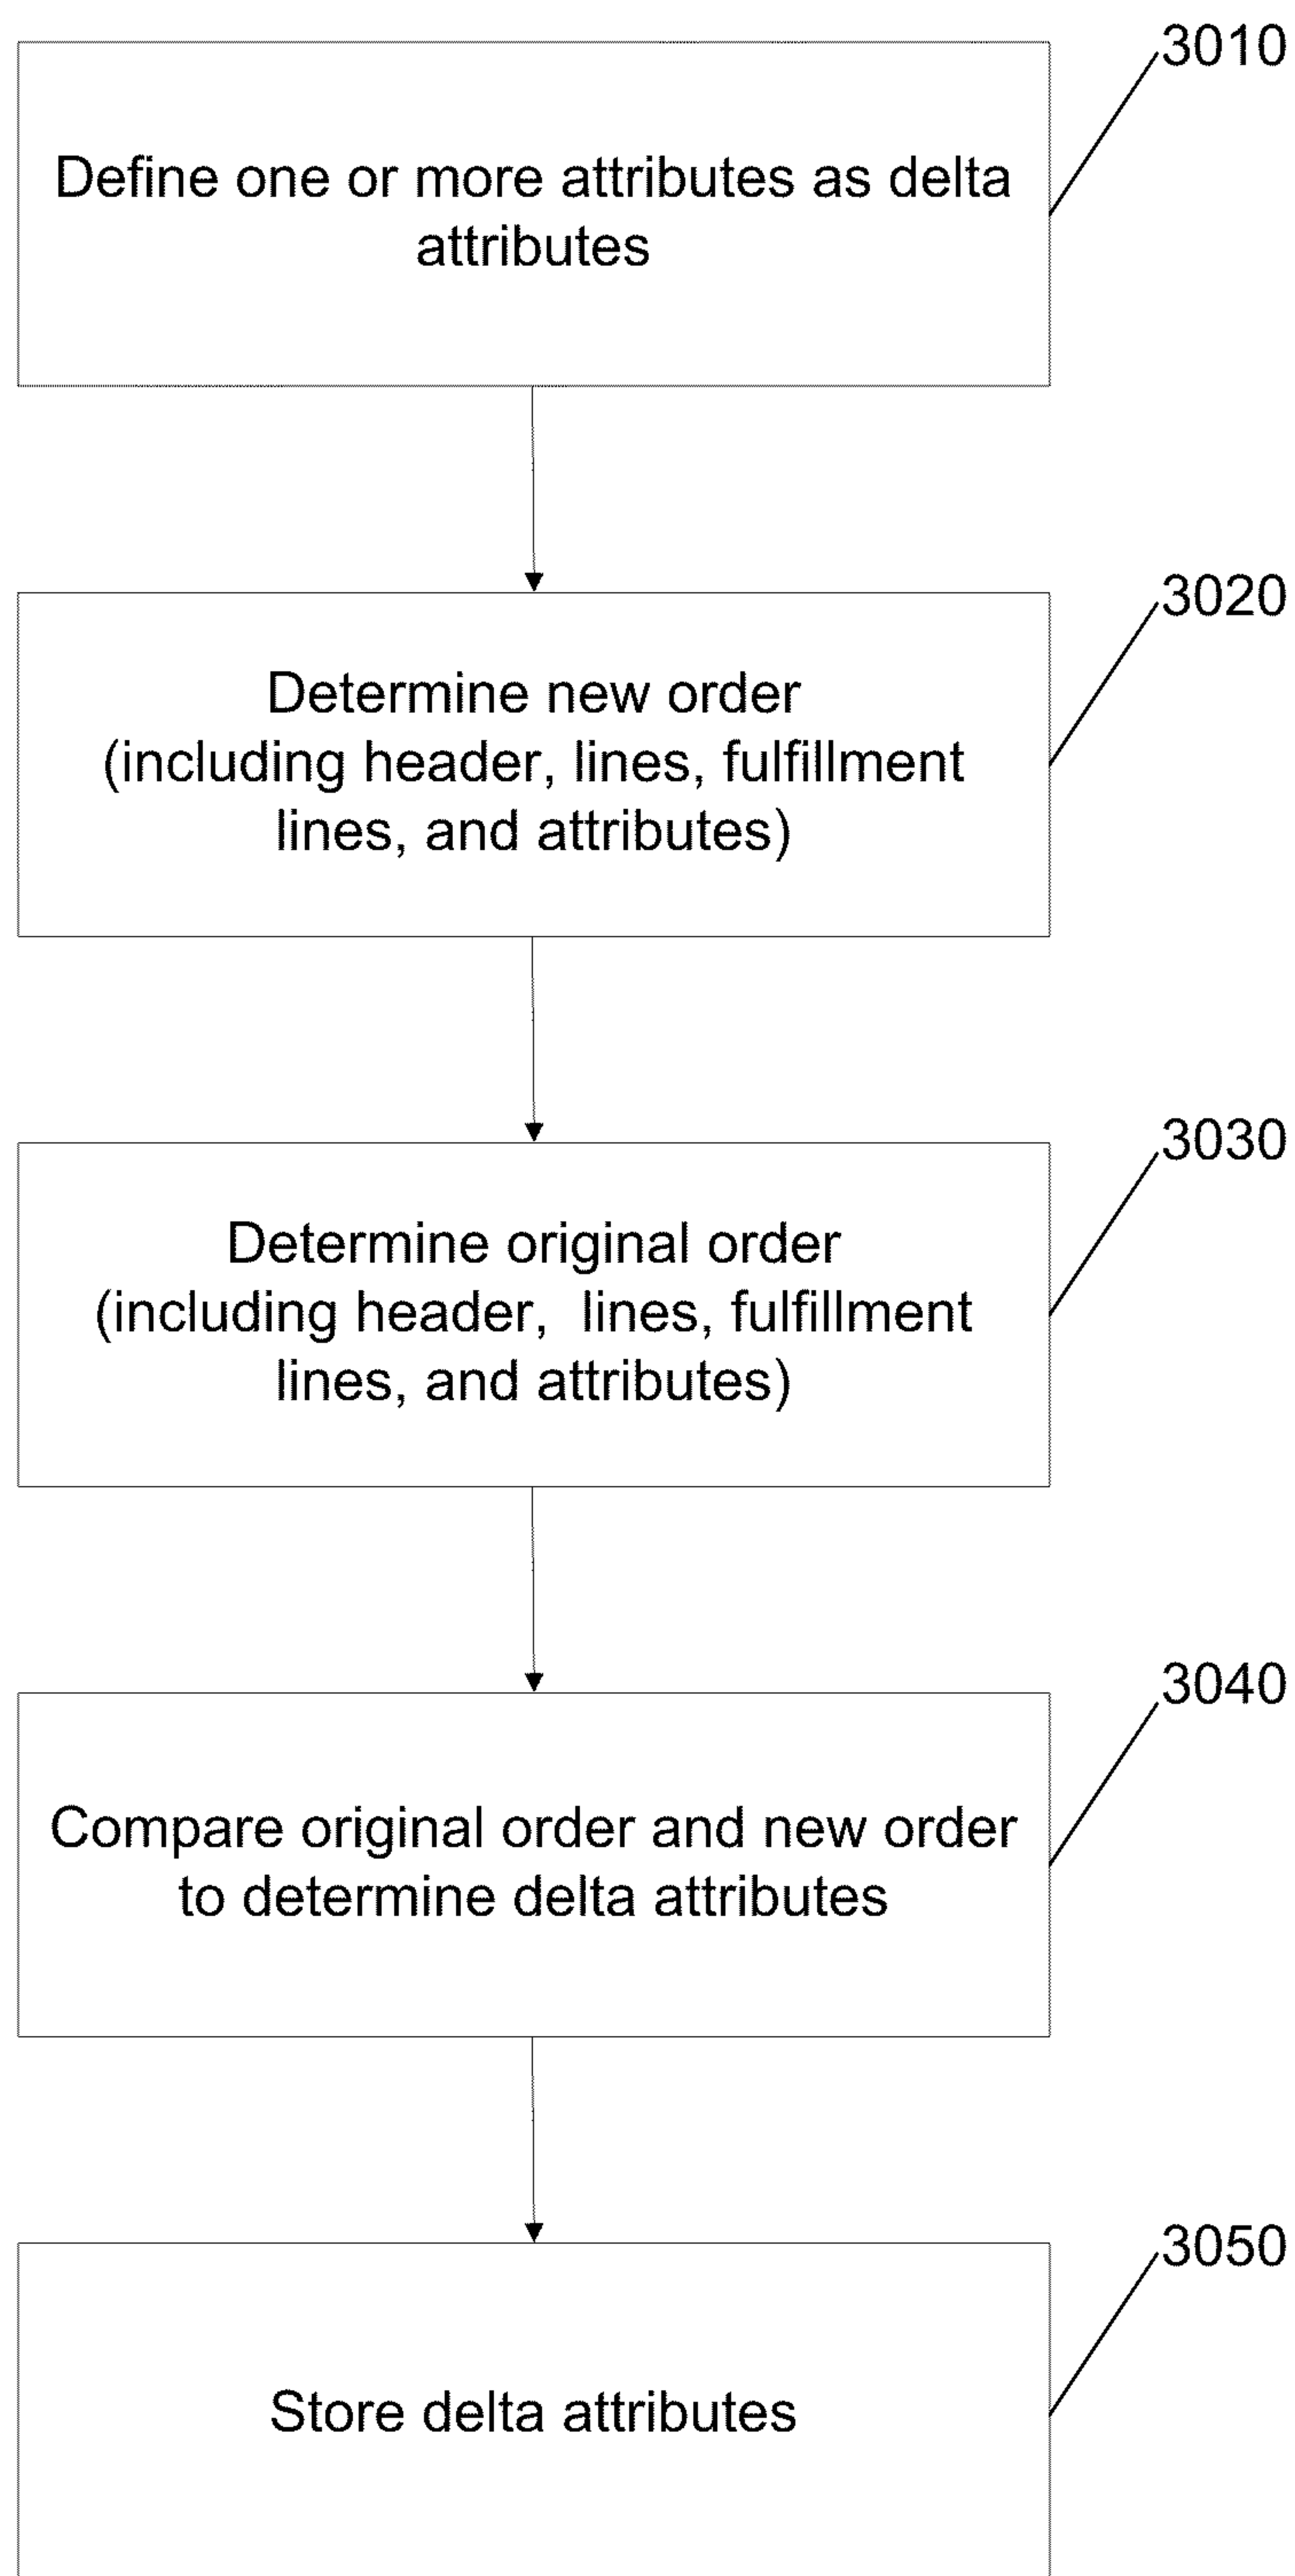 3010
Define one or more attributes as delta
attributes
3020
Determine new order
(including header, lines, fulfillment
lines, and attributes)
3030
Determine original order
(including header,  lines, fulfillment
lines, and attributes)
3040
Compare original order and new order
to determine delta attributes
3050
Store delta attributes